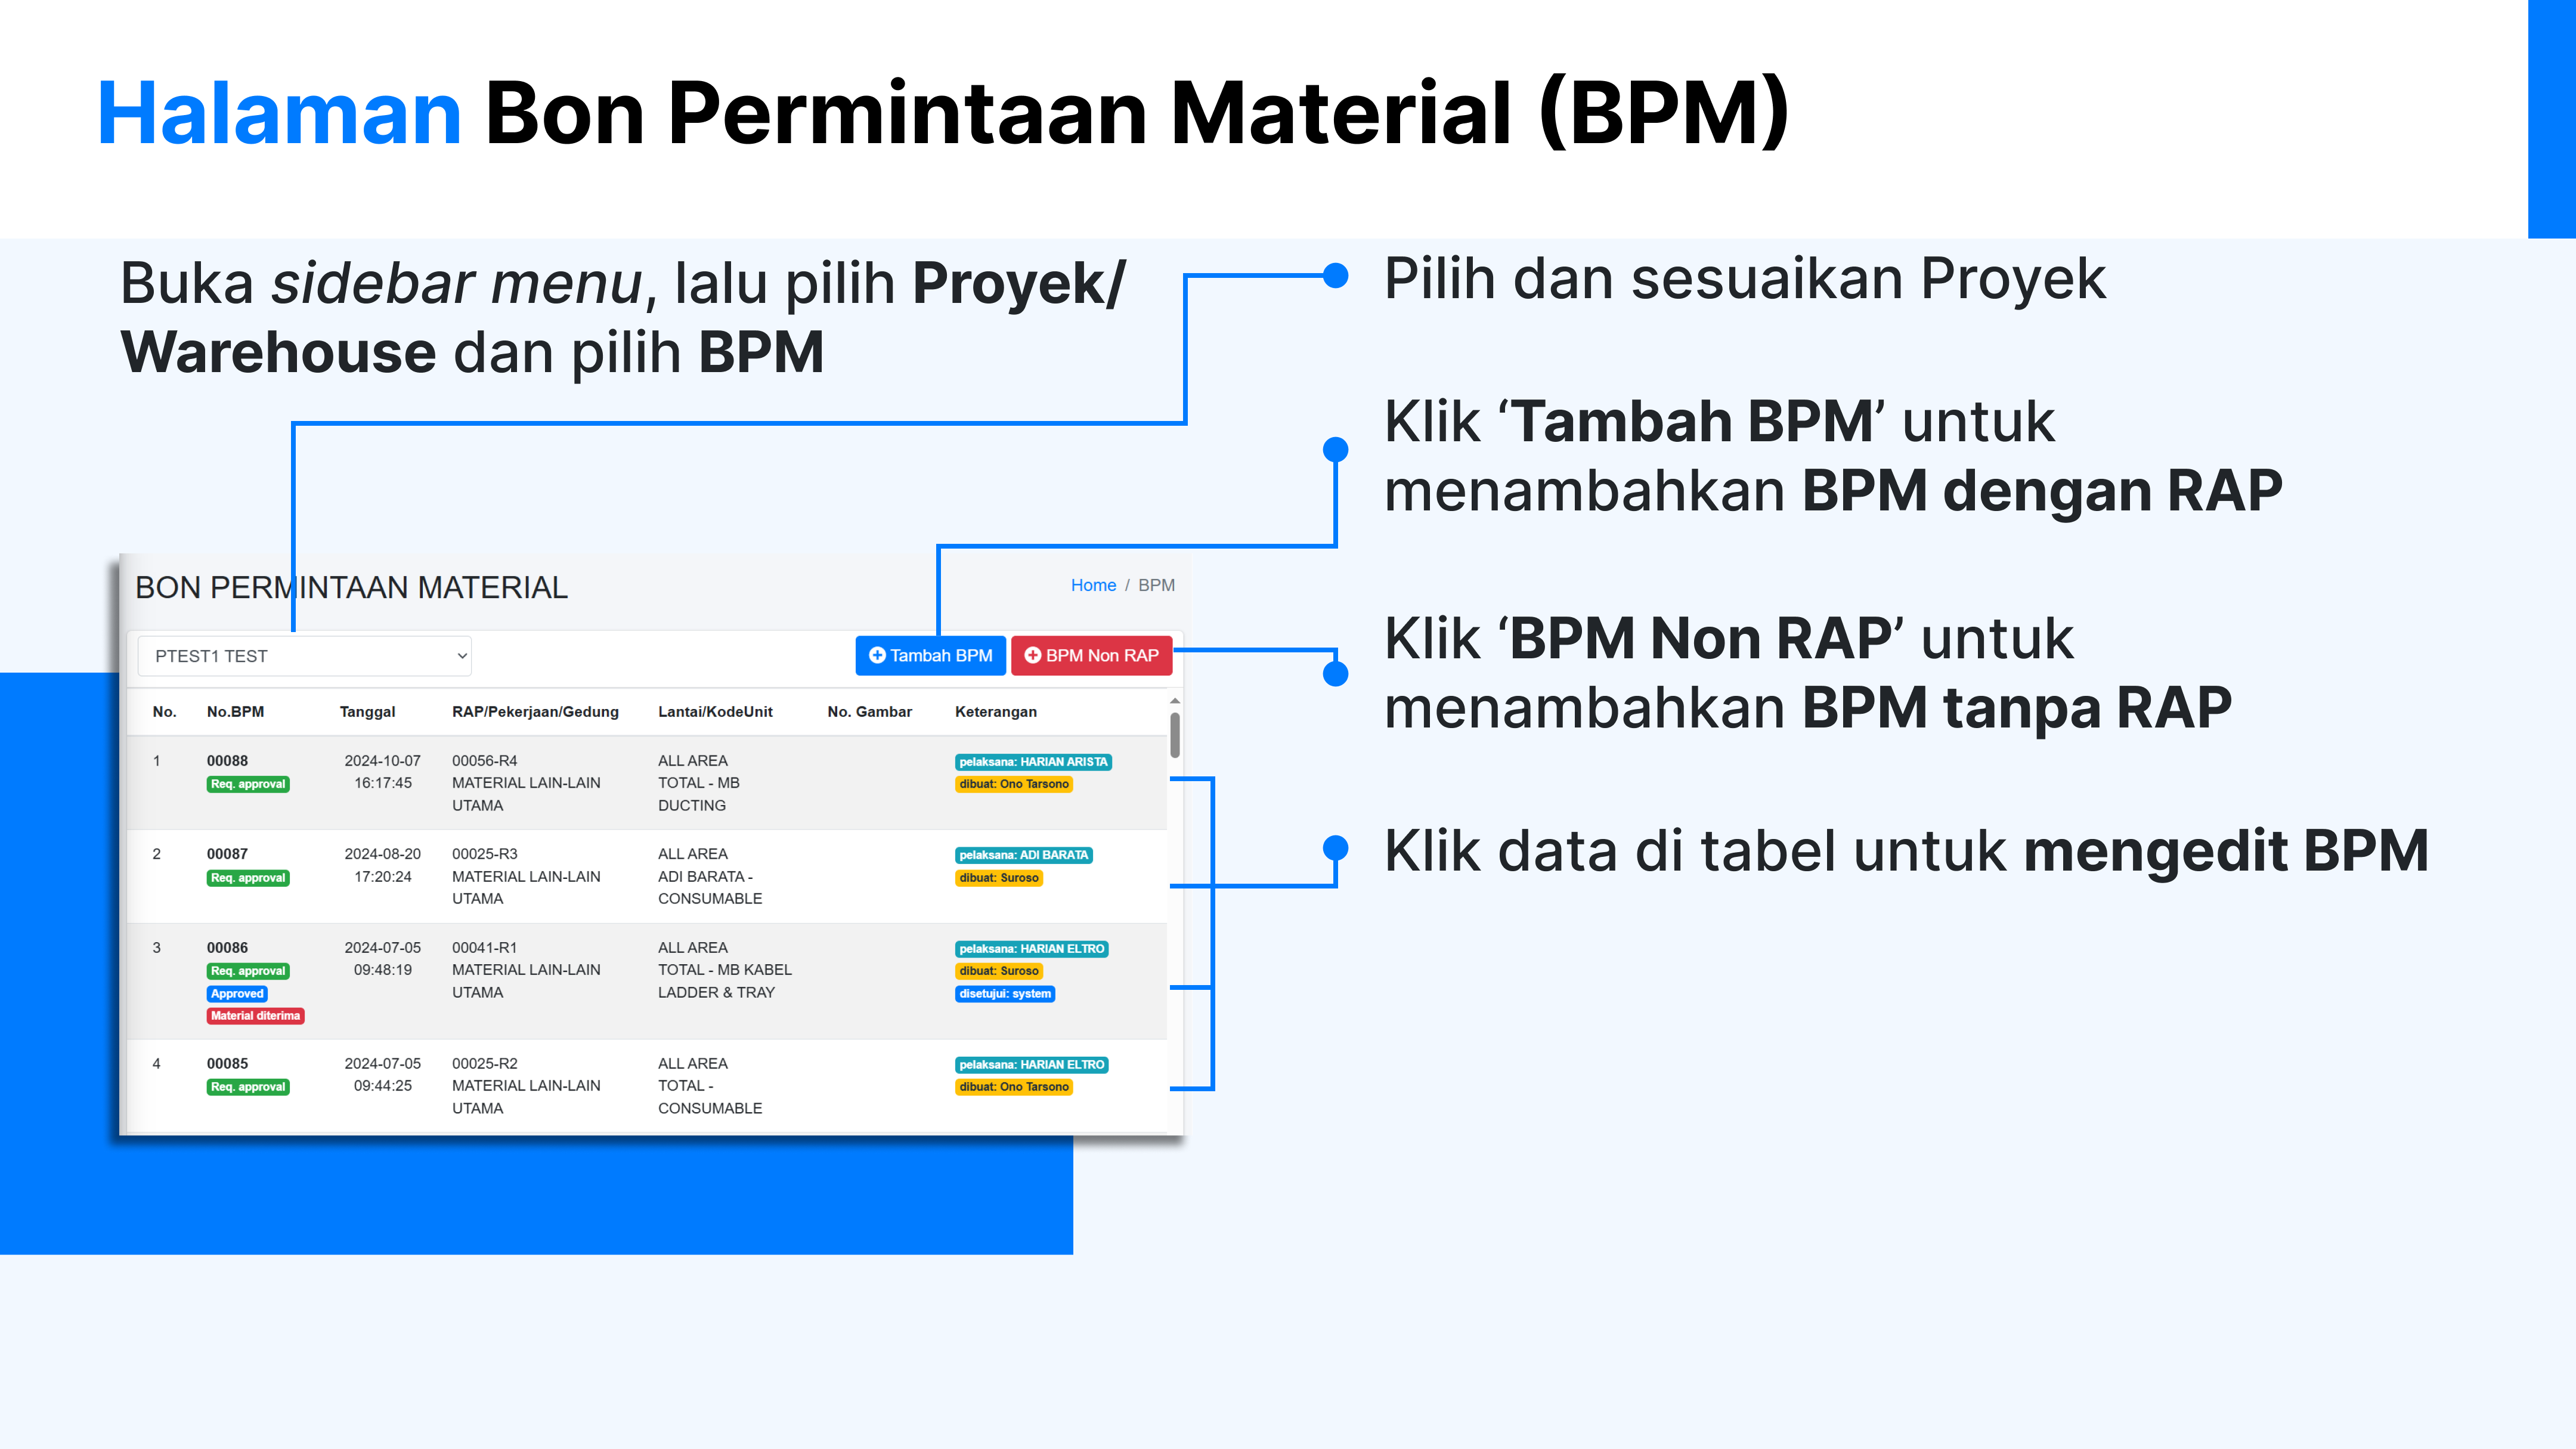 Halaman Bon Permintaan Material (BPM)
Buka sidebar menu, lalu pilih Proyek/
Warehouse dan pilih BPM
Pilih dan sesuaikan Proyek
Klik ‘Tambah BPM’ untuk
menambahkan BPM dengan RAP
Klik ‘BPM Non RAP’ untuk
menambahkan BPM tanpa RAP
Klik data di tabel untuk mengedit BPM
BON PERMINTAAN MATERIAL
Home / BPM
PTEST1 TEST
Tambah BPM
BPM Non RAP
No. No.BPM Tanggal RAP/Pekerjaan/Gedung Lantai/KodeUnit No. Gambar Keterangan
1 00088 2024-10-07 00056-R4 ALL AREA pelaksana: HARIAN ARISTA
Req. approval 16:17:45 MATERIAL LAIN-LAIN TOTAL - MB dibuat: Ono Tarsono
UTAMA DUCTING
2 00087 2024-08-20 00025-R3 ALL AREA pelaksana: ADI BARATA
Req. approval 17:20:24 MATERIAL LAIN-LAIN ADI BARATA - dibuat: Suroso
UTAMA CONSUMABLE
3 00086 2024-07-05 00041-R1 ALL AREA pelaksana: HARIAN ELTRO
Req. approval 09:48:19 MATERIAL LAIN-LAIN TOTAL - MB KABEL dibuat: Suroso
Approved UTAMA LADDER & TRAY disetujui: system
Material diterima
4 00085 2024-07-05 00025-R2 ALL AREA pelaksana: HARIAN ELTRO
Req. approval 09:44:25 MATERIAL LAIN-LAIN TOTAL - dibuat: Ono Tarsono
UTAMA CONSUMABLE